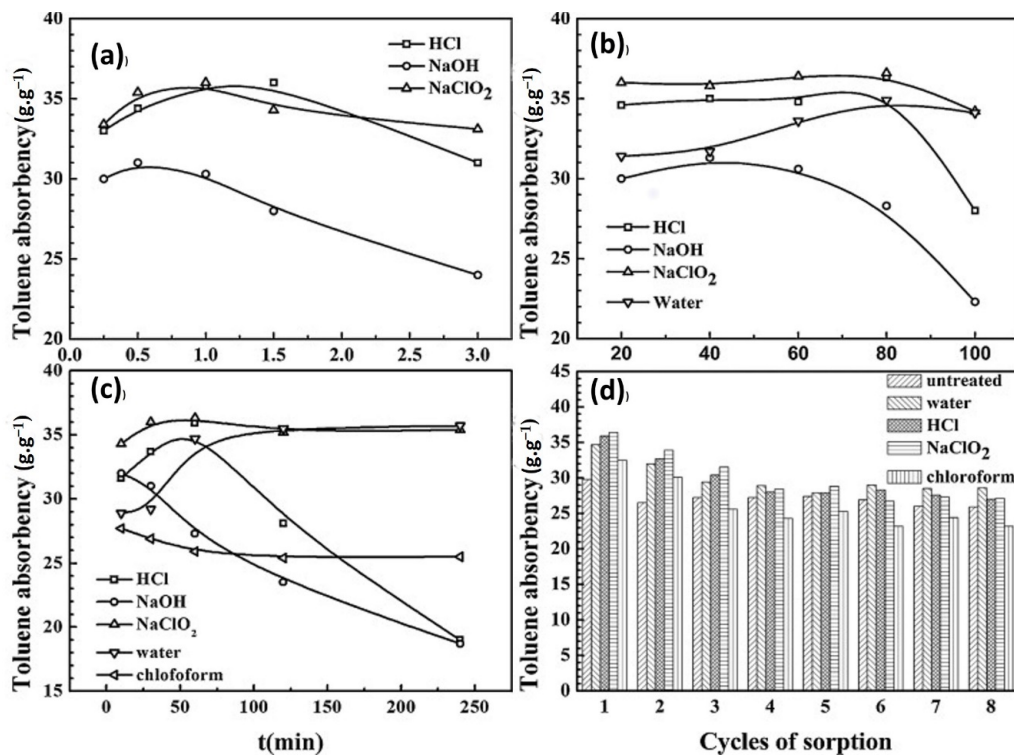 (a))
HCl
NaOH
NaClO₂
Toluene absorbency (g.g⁻¹)
40
36
32
28
24
20
0.0 0.5 1.0 1.5 2.0 2.5 3.0
(b))
HCl
NaOH
NaClO₂
Water
Toluene absorbency (g.g⁻¹)
40
35
30
25
20
20 40 60 80 100
(c))
HCl
NaOH
NaClO₂
water
chlofoform
Toluene absorbency (g.g⁻¹)
40
35
30
25
20
15
0 50 100 150 200 250
t(min)
(d))
untreated
water
HCl
NaClO₂
chloroform
Toluene absorbency (g.g⁻¹)
45
40
35
30
25
20
15
10
5
0
1 2 3 4 5 6 7 8
Cycles of sorption